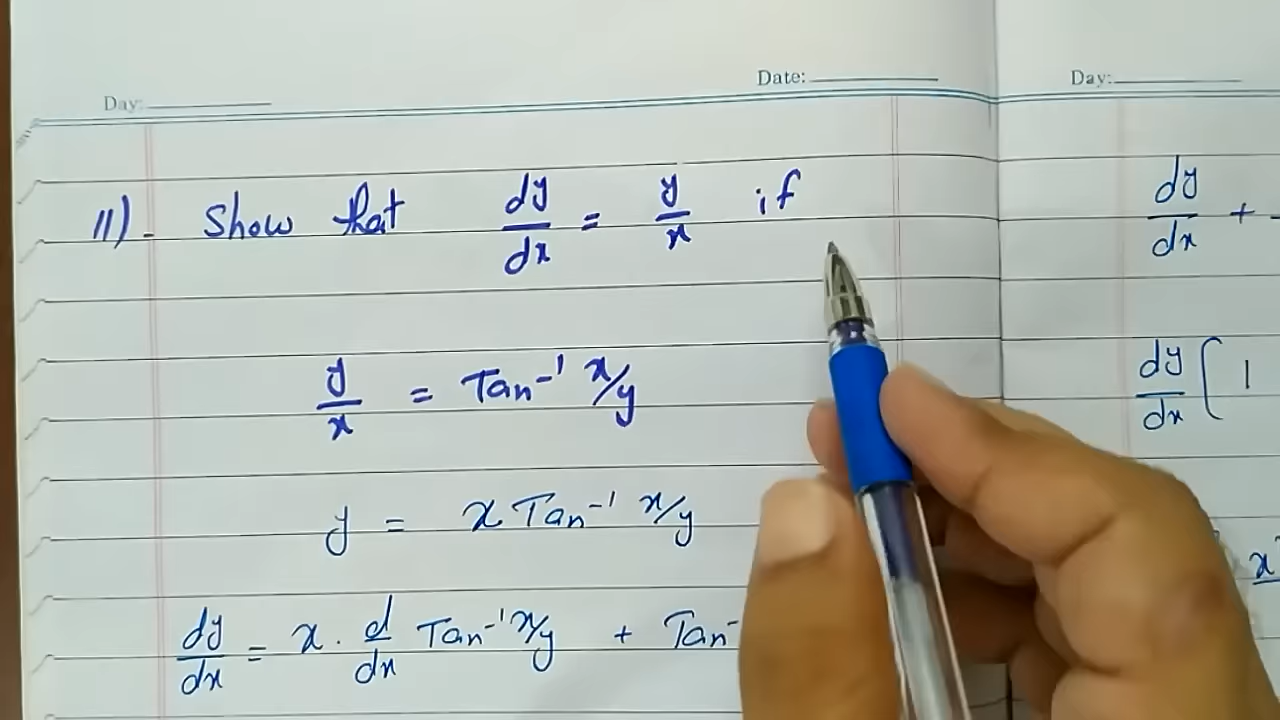 Day: Date: Day:
11). Show that dy/dx = y/x if
y/x = Tan⁻¹ x/y
y = x Tan⁻¹ x/y
dy/dx = x . d/dx Tan⁻¹ x/y + Tan⁻
dy/dx +
dy/dx ( 1
x